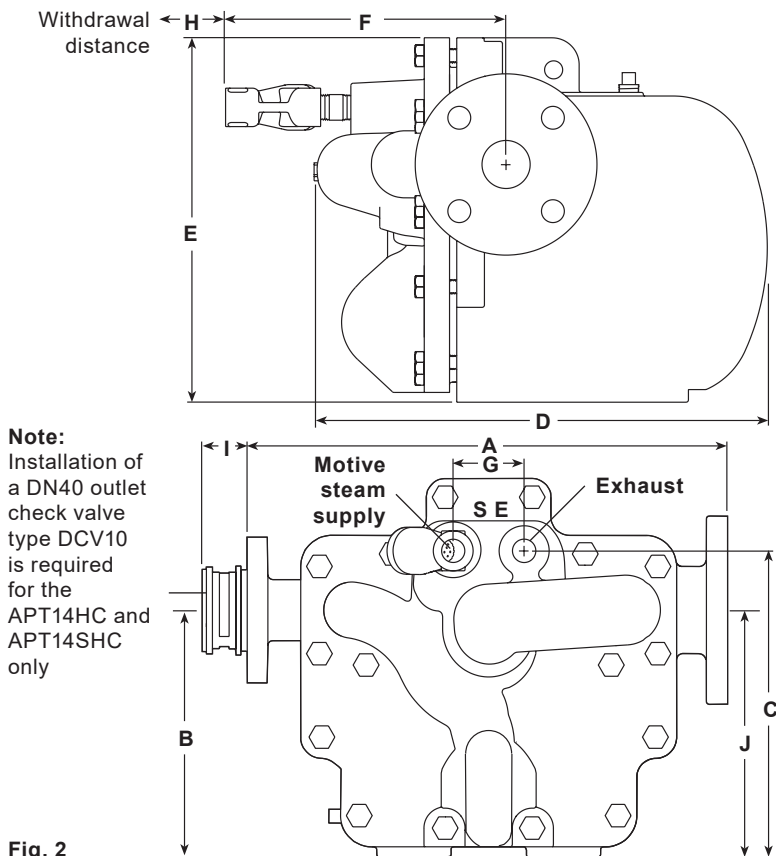 Withdrawal
distance
H
F
E
D
A
I
G
Note:
Installation of
a DN40 outlet
check valve
type DCV10
is required
for the
APT14HC and
APT14SHC
only
Motive
steam
supply
S E
Exhaust
B
C
J
Fig. 2